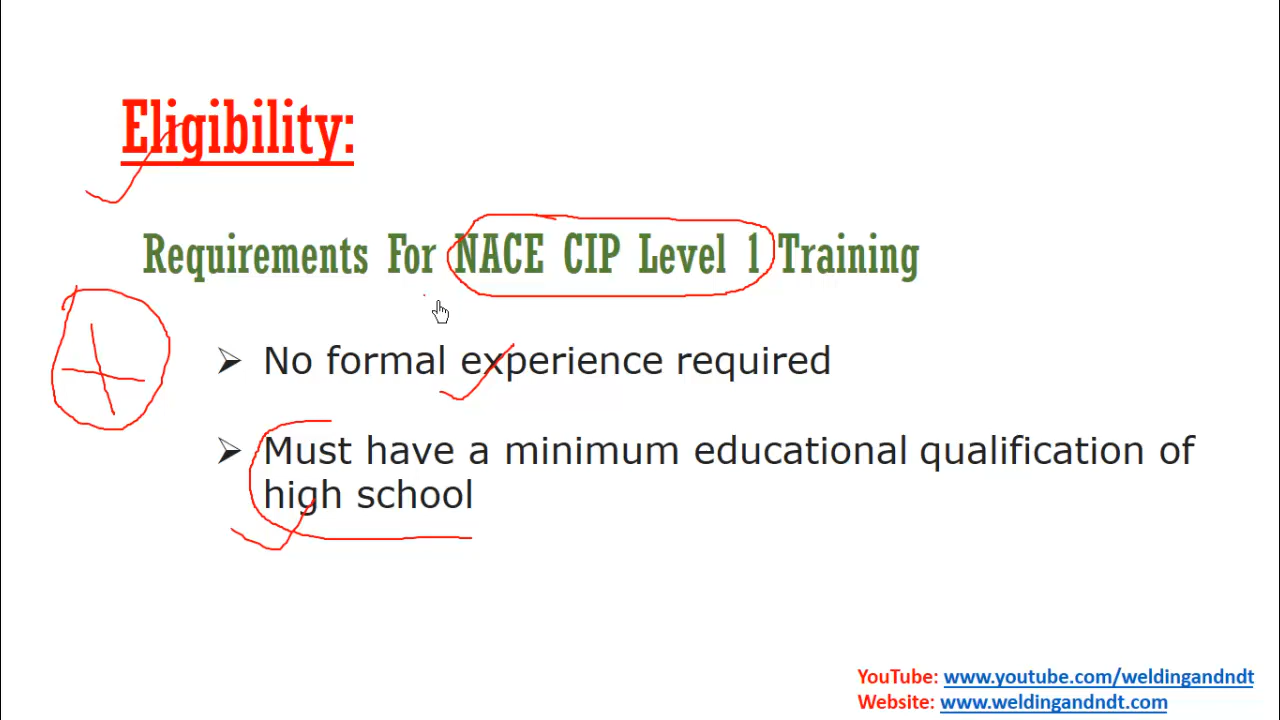 Eligibility:
Requirements For NACE CIP Level 1 Training
➢ No formal experience required
➢ Must have a minimum educational qualification of
high school
YouTube: www.youtube.com/weldingandndt
Website: www.weldingandndt.com